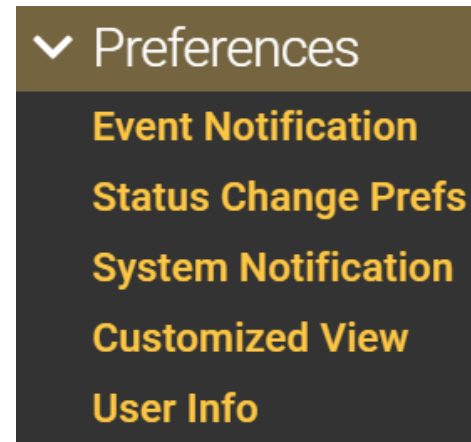 Preferences
Event Notification
Status Change Prefs
System Notification
Customized View
User Info